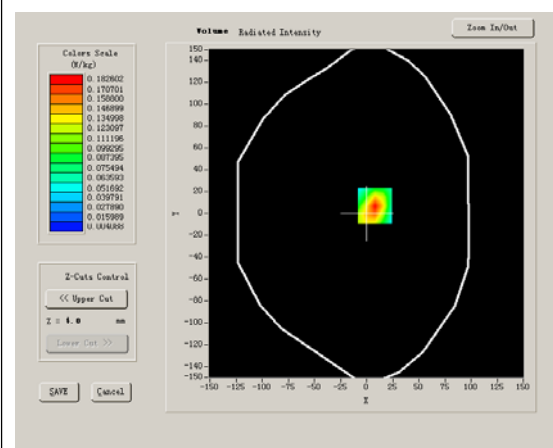 Volume Radiated Intensity
Zoom In/Out
Colors Scale
(W/kg)
0.182602
0.170701
0.158800
0.146899
0.134998
0.123097
0.111196
0.099295
0.087395
0.075494
0.063593
0.051692
0.039791
0.027890
0.015989
0.004088
Z-Cuts Control
<< Upper Cut
Z = 4.0 mm
Lower Cut >>
SAVE
Cancel
150
120
100
80
60
40
20
0
-20
-40
-60
-80
-100
-120
-140
-150
Y
-150 -125 -100 -75 -50 -25 0 25 50 75 100 125 150
X